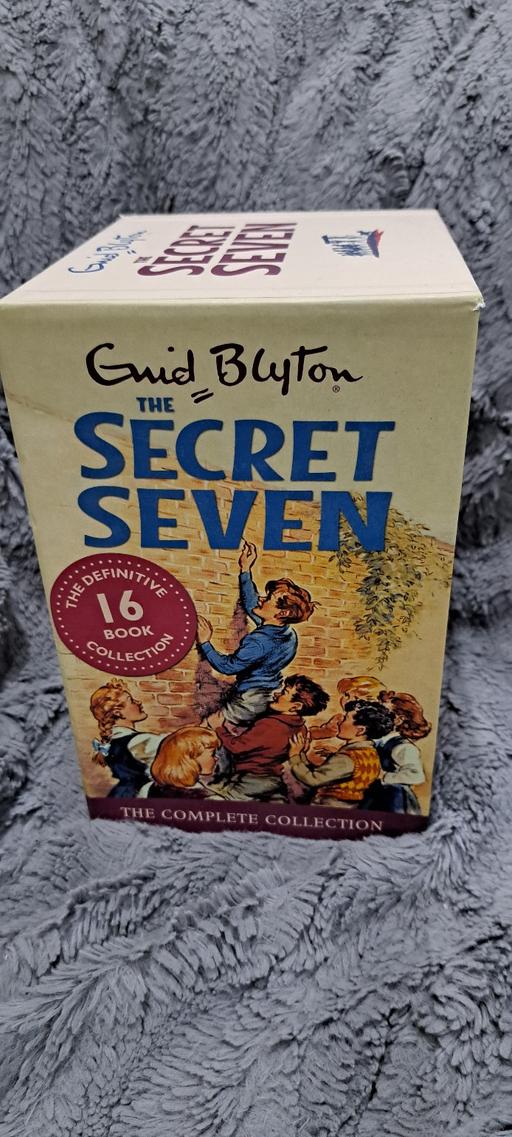 Enid Blyton
THE
SECRET
SEVEN
Enid Blyton®
THE
SECRET
SEVEN
THE DEFINITIVE
16
BOOK
COLLECTION
THE COMPLETE COLLECTION